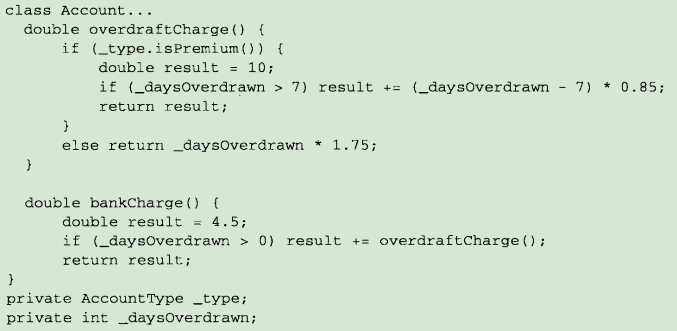 class Account...
  double overdraftCharge() {
      if (_type.isPremium()) {
          double result = 10;
          if (_daysOverdrawn > 7) result += (_daysOverdrawn - 7) * 0.85;
          return result;
      }
      else return _daysOverdrawn * 1.75;
  }

  double bankCharge() {
      double result = 4.5;
      if (_daysOverdrawn > 0) result += overdraftCharge();
      return result;
}
private AccountType _type;
private int _daysOverdrawn;